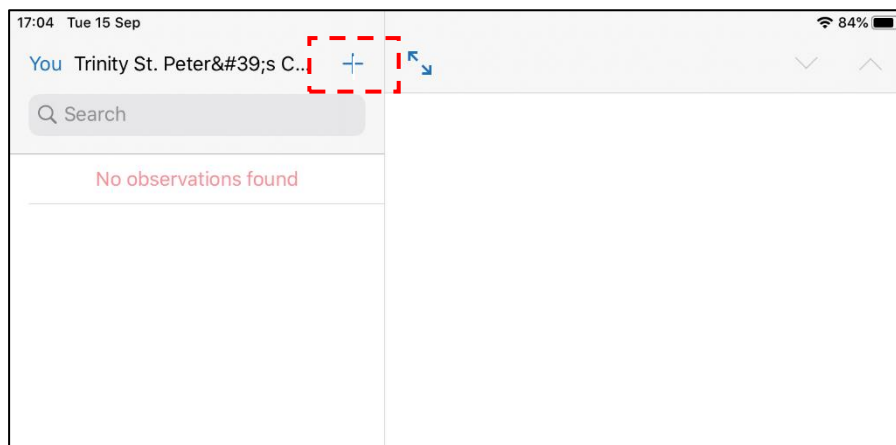 17:04 Tue 15 Sep 84%
You Trinity St. Peter&#39;s C...
Search
No observations found